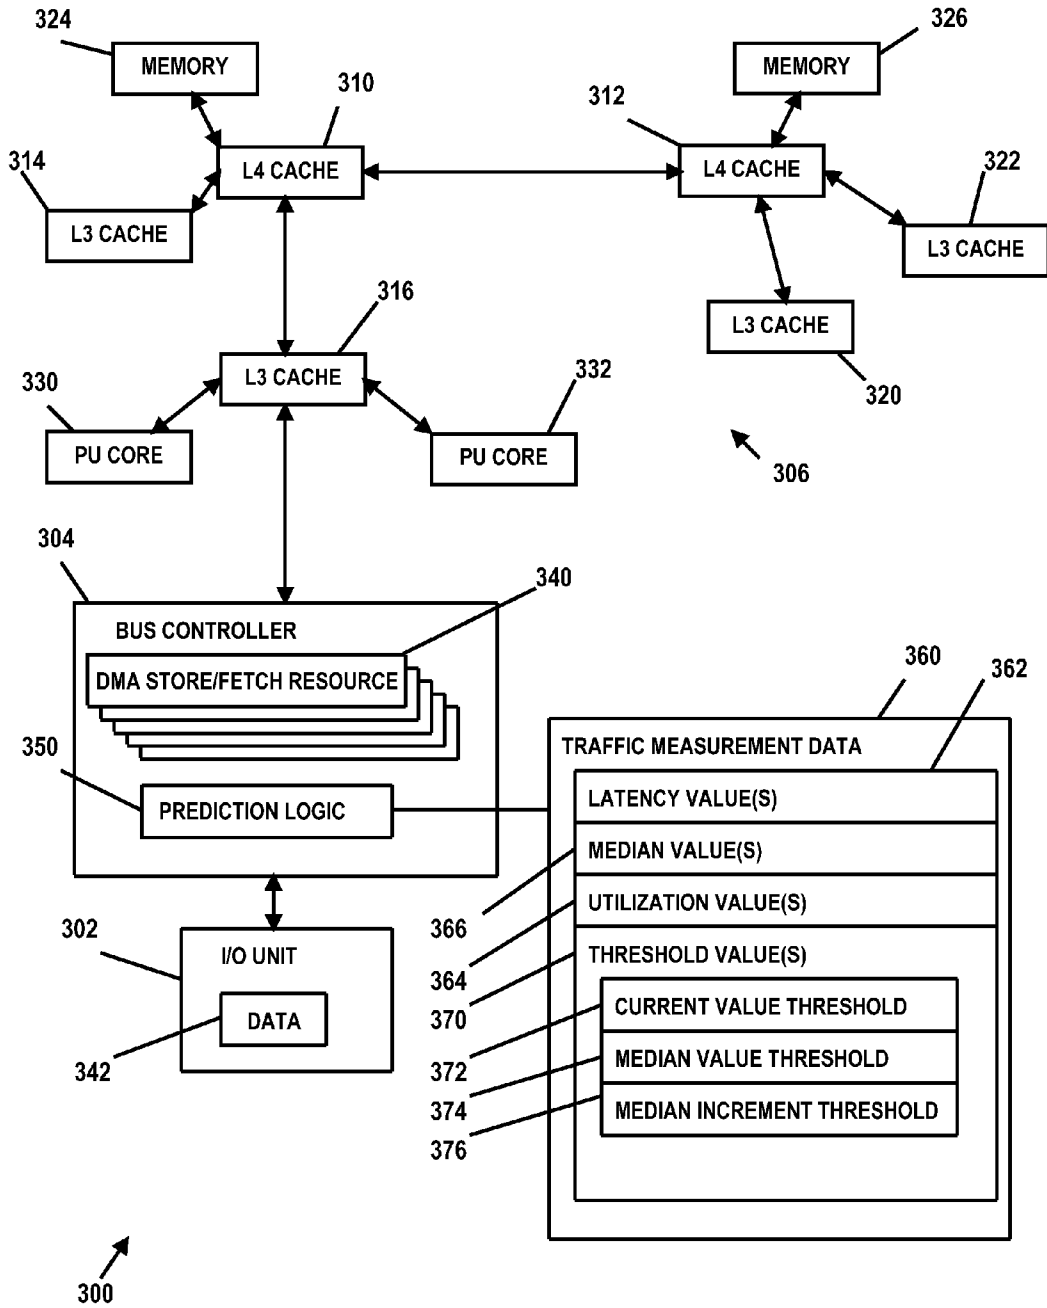 324
326
MEMORY
MEMORY
310
312
314
L4 CACHE
L4 CACHE
322
L3 CACHE
L3 CACHE
316
L3 CACHE
330
L3 CACHE
332
320
PU CORE
PU CORE
306
304
340
BUS CONTROLLER
DMA STORE/FETCH RESOURCE
360
362
350
TRAFFIC MEASUREMENT DATA
PREDICTION LOGIC
LATENCY VALUE(S)
MEDIAN VALUE(S)
UTILIZATION VALUE(S)
302
366
I/O UNIT
THRESHOLD VALUE(S)
364
DATA
CURRENT VALUE THRESHOLD
370
342
MEDIAN VALUE THRESHOLD
372
374
MEDIAN INCREMENT THRESHOLD
376
300